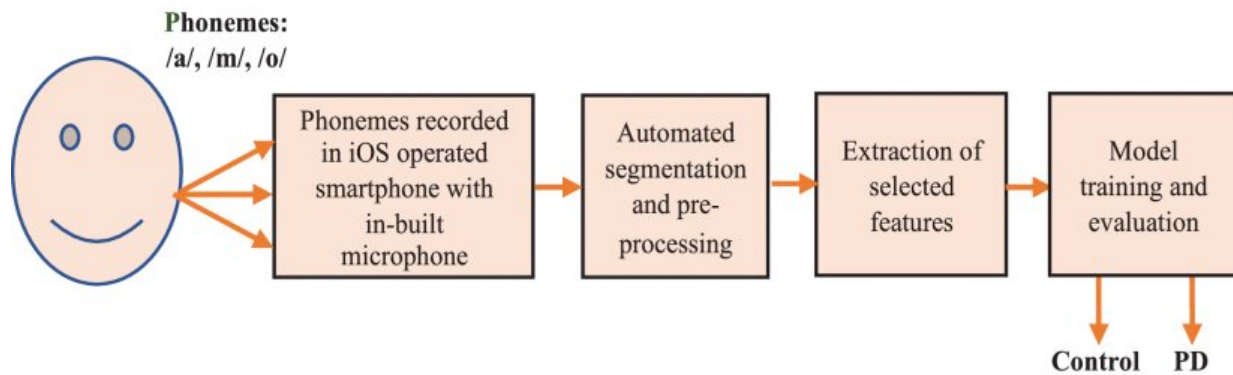 Phonemes:
/a/, /m/, /o/
Phonemes recorded
in iOS operated
smartphone with
in-built
microphone
Automated
segmentation
and pre-
processing
Extraction of
selected
features
Model
training and
evaluation
Control
PD